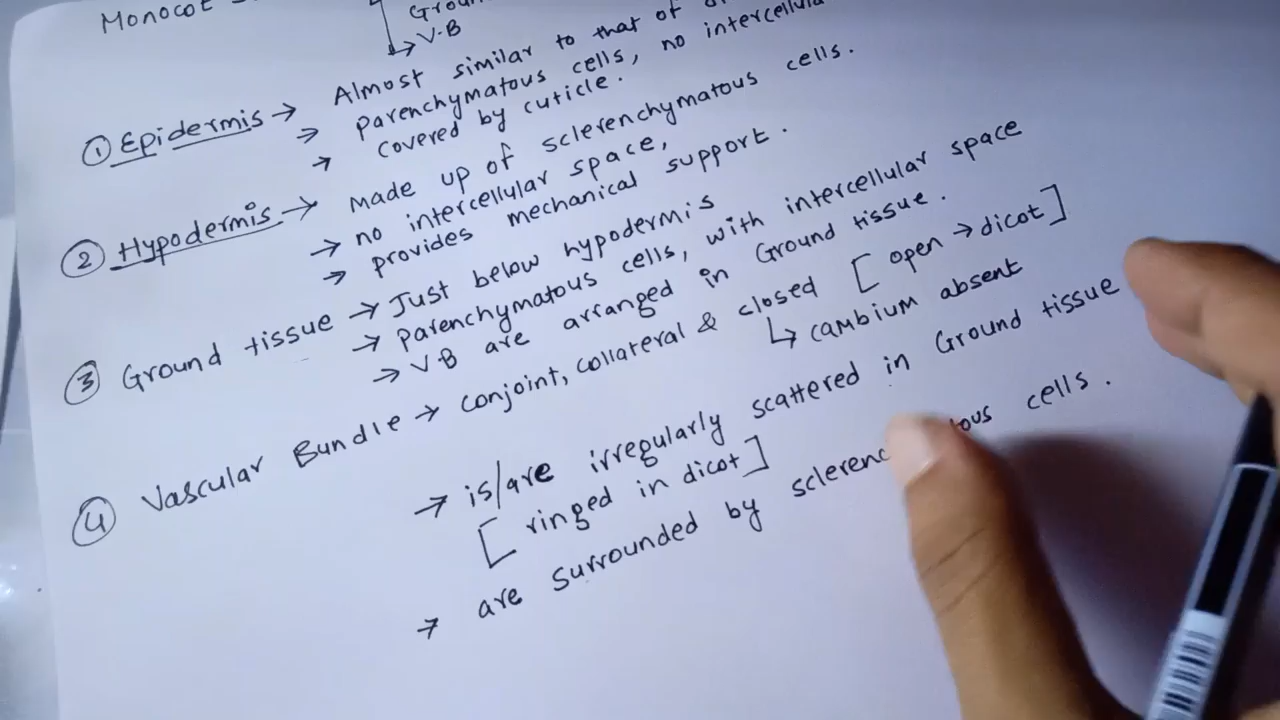 Monocot
V.B
① Epidermis → Almost similar to that of
→ parenchymatous cells, no
→ covered by cuticle.
② Hypodermis → Made up of sclerenchymatous cells.
→ no intercellular space,
→ provides mechanical support.
③ Ground tissue → Just below hypodermis
→ parenchymatous cells, with intercellular space
→ V.B are arranged in Ground tissue.
④ Vascular Bundle → conjoint, collateral & closed [open → dicot]
↳ cambium absent
→ is/are irregularly scattered in Ground tissue
[ringed in dicot]
→ are surrounded by cells.